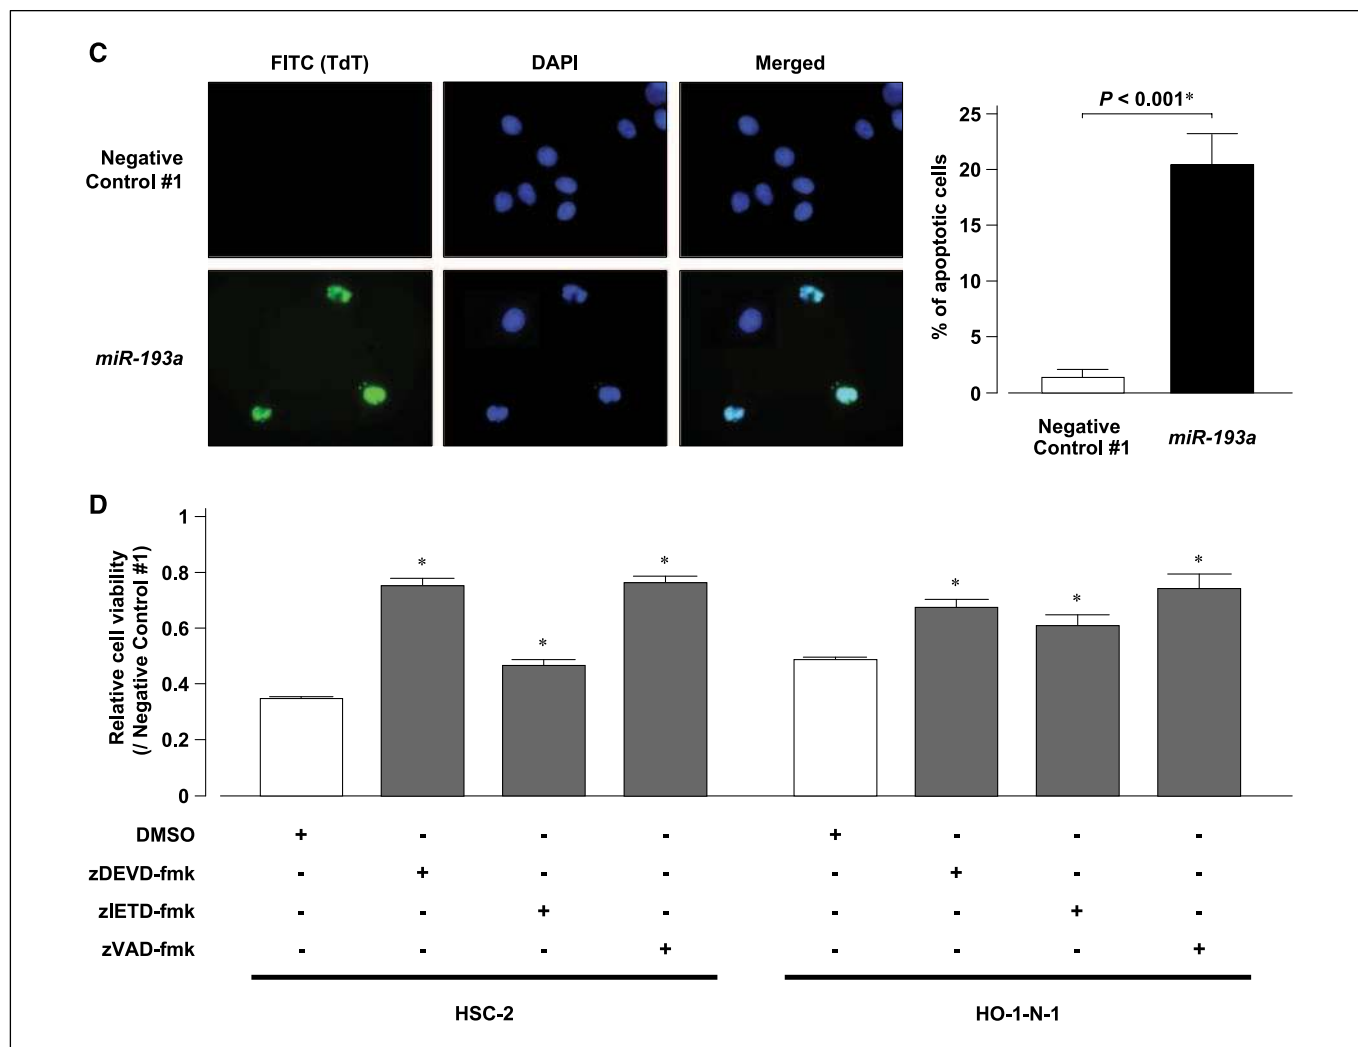 C
FITC (TdT)
DAPI
Merged
Negative
Control #1
miR-193a
P < 0.001*
% of apoptotic cells
25
20
15
10
5
0
Negative
Control #1
miR-193a
D
Relative cell viability
(/ Negative Control #1)
1
0.8
0.6
0.4
0.2
0
* * * * * *
DMSO + - - - + - - -
zDEVD-fmk - + - - - + - -
zIETD-fmk - - + - - - + -
zVAD-fmk - - - + - - - +
HSC-2
HO-1-N-1